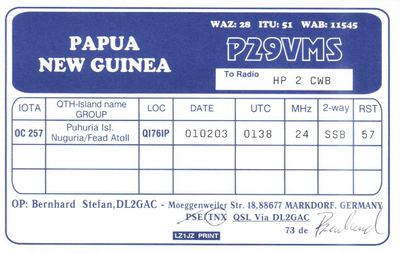 WAZ: 28 ITU: 51 WAB: 11545
PAPUA
NEW GUINEA
P29VMS
To Radio HP 2 CWB
IOTA QTH-Island name GROUP LOC DATE UTC MHz 2-way RST
OC 257 Puhuria Isl. Nuguria/Fead Atoll QI76IP 010203 0138 24 SSB 57
OP: Bernhard Stefan,DL2GAC - Moeggenweiler Str. 18,88677 MARKDORF. GERMANY
PSE TNX QSL Via DL2GAC
73 de
LZ1JZ PRINT